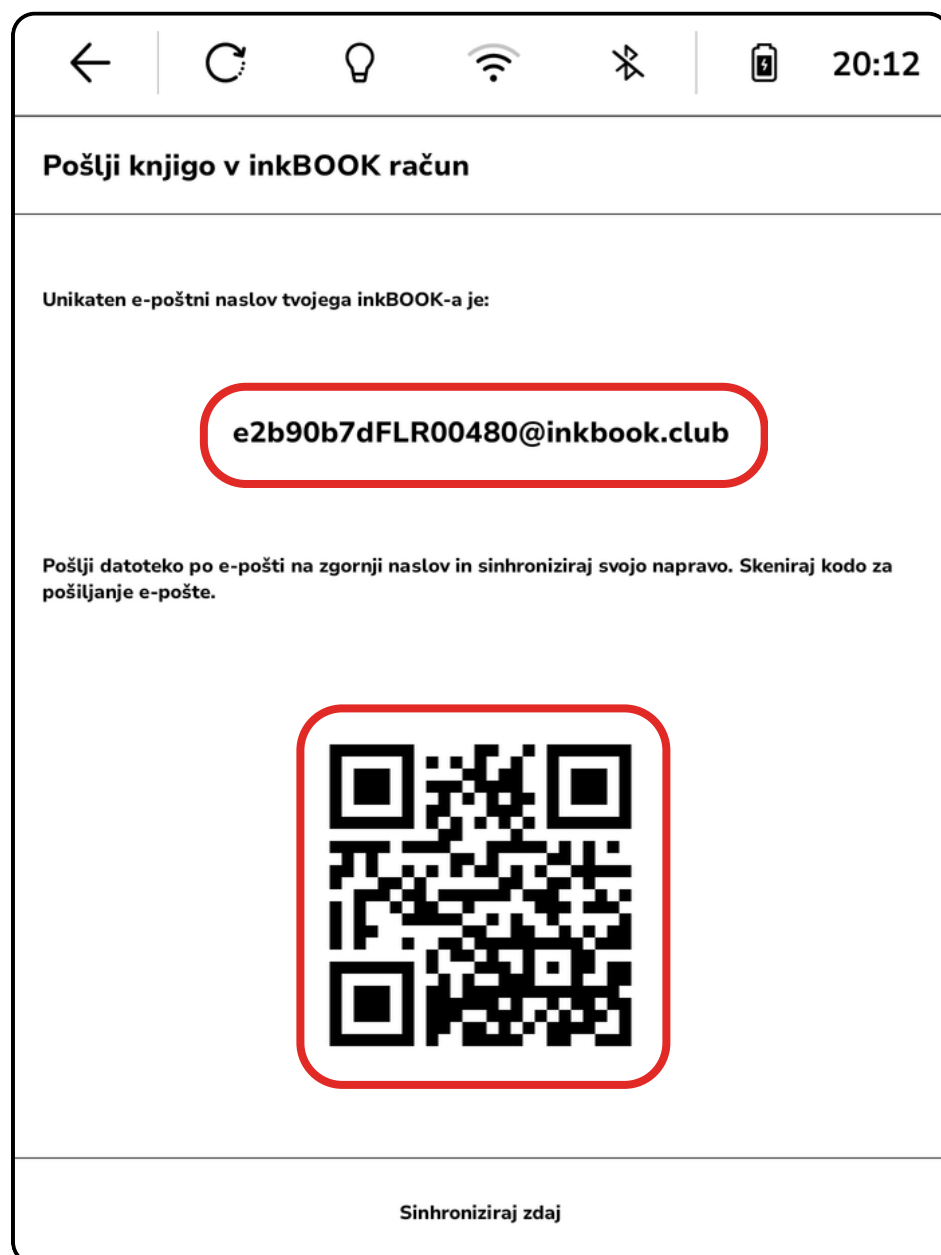 20:12
Pošlji knjigo v inkBOOK račun
Unikaten e-poštni naslov tvojega inkBOOK-a je:
e2b90b7dFLR00480@inkbook.club
Pošlji datoteko po e-pošti na zgornji naslov in sinhroniziraj svojo napravo. Skeniraj kodo za
pošiljanje e-pošte.
Sinhroniziraj zdaj